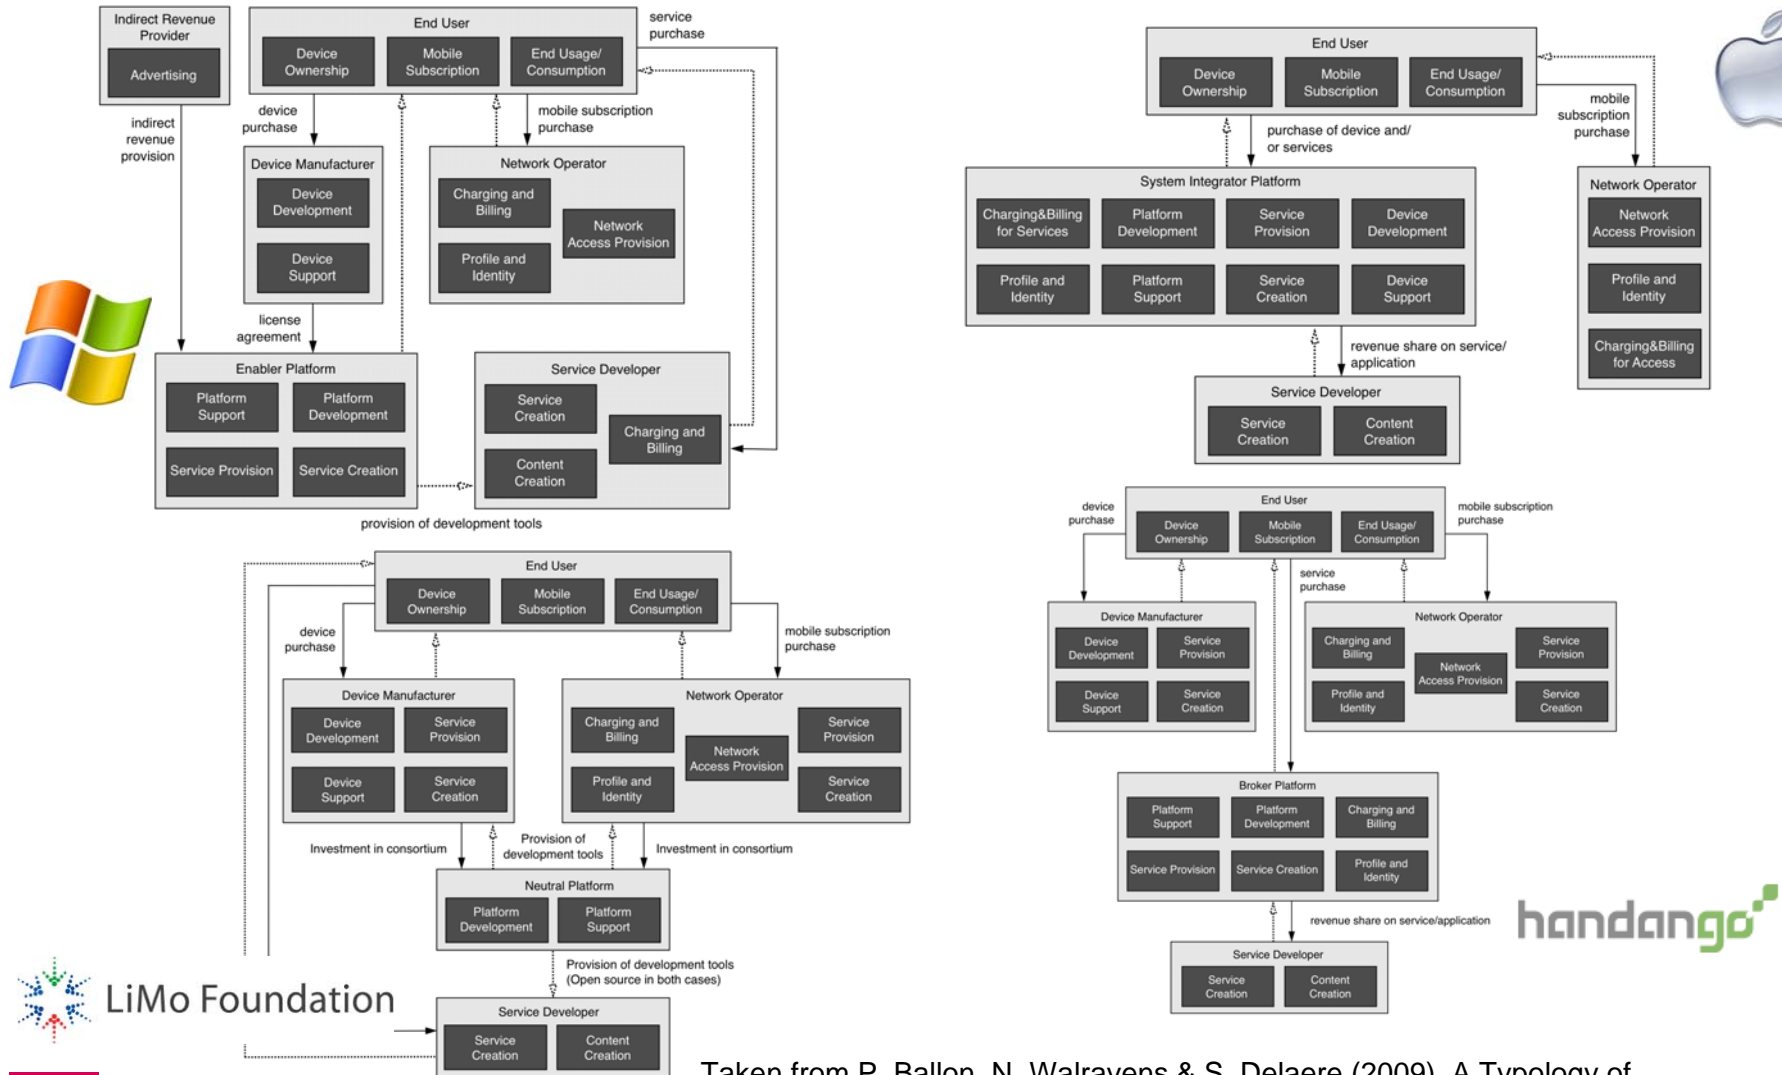 Indirect Revenue
Provider
Advertising
indirect
revenue
provision
End User
Device
Ownership
Mobile
Subscription
End Usage/
Consumption
service
purchase
device
purchase
mobile subscription
purchase
Device Manufacturer
Device
Development
Device
Support
Network Operator
Charging and
Billing
Network
Access Provision
Profile and
Identity
license
agreement
Enabler Platform
Platform
Support
Platform
Development
Service Provision
Service Creation
Service Developer
Service
Creation
Charging and
Billing
Content
Creation
provision of development tools
End User
Device
Ownership
Mobile
Subscription
End Usage/
Consumption
mobile
subscription
purchase
purchase of device and/
or services
System Integrator Platform
Charging&Billing
for Services
Platform
Development
Service
Provision
Device
Development
Profile and
Identity
Platform
Support
Service
Creation
Device
Support
Network Operator
Network
Access Provision
Profile and
Identity
Charging&Billing
for Access
revenue share on service/
application
Service Developer
Service
Creation
Content
Creation
End User
Device
Ownership
Mobile
Subscription
End Usage/
Consumption
device
purchase
mobile subscription
purchase
Device Manufacturer
Device
Development
Service
Provision
Device
Support
Service
Creation
Network Operator
Charging and
Billing
Network
Access Provision
Service
Provision
Profile and
Identity
Service
Creation
Investment in consortium
Provision of
development tools
Investment in consortium
Neutral Platform
Platform
Development
Platform
Support
Provision of development tools
(Open source in both cases)
LiMo Foundation
Service Developer
Service
Creation
Content
Creation
device
purchase
End User
Device
Ownership
Mobile
Subscription
End Usage/
Consumption
mobile subscription
purchase
service
purchase
Device Manufacturer
Device
Development
Service
Provision
Device
Support
Service
Creation
Network Operator
Charging and
Billing
Network
Access Provision
Service
Provision
Profile and
Identity
Service
Creation
Broker Platform
Platform
Support
Platform
Development
Charging and
Billing
Service Provision
Service Creation
Profile and
Identity
revenue share on service/application
Service Developer
Service
Creation
Content
Creation
handango
Taken from P. Ballon, N. Walravens & S. Delaere (2009), A Typology of